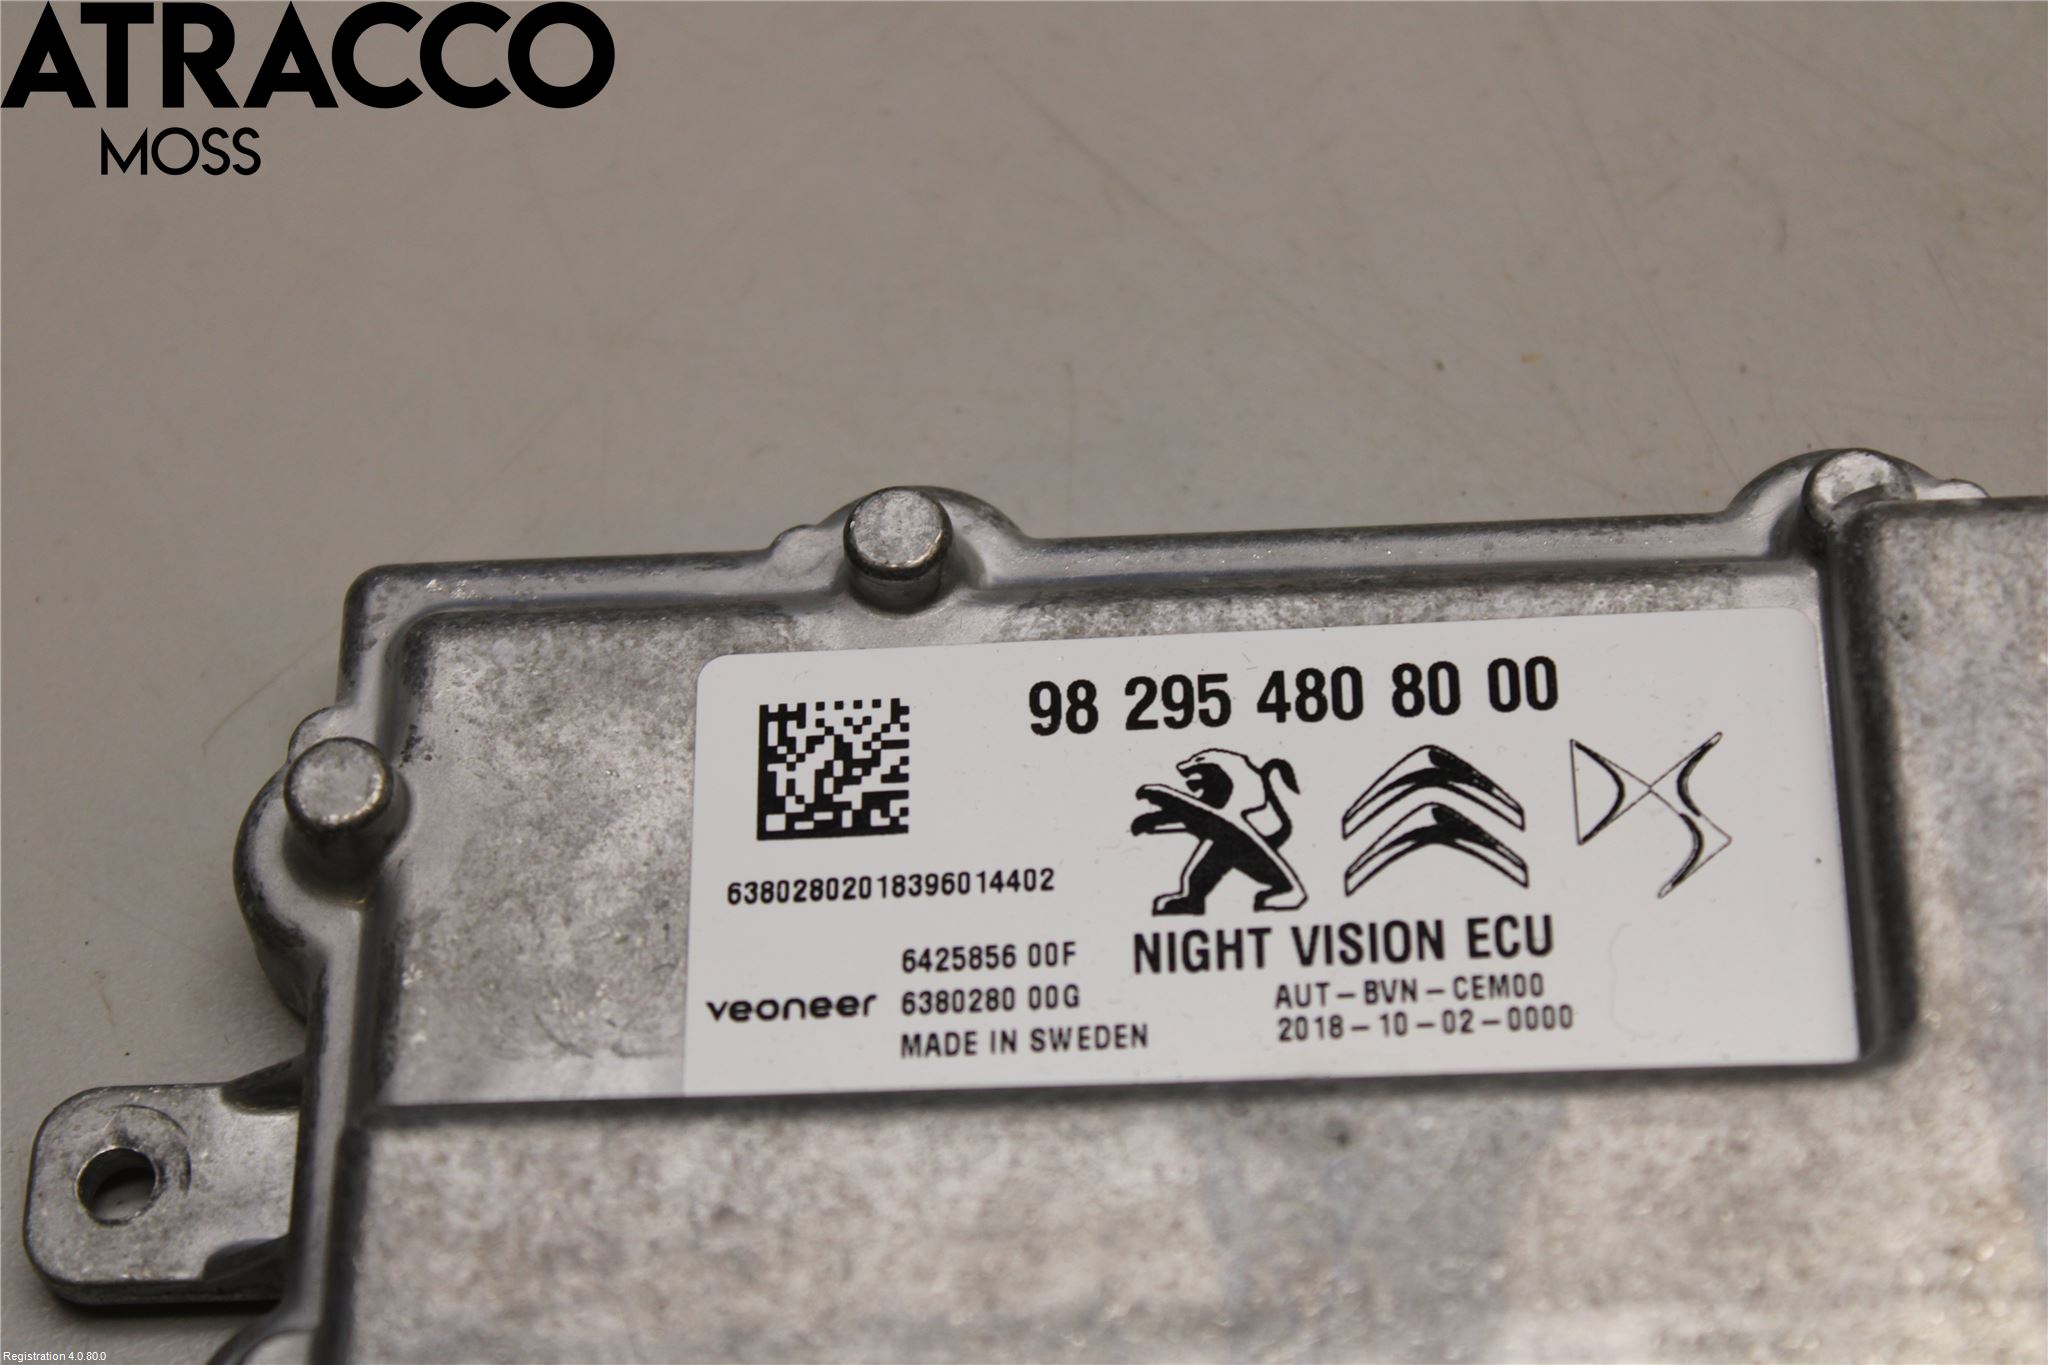 ATRACCO
MOSS
98 295 480 80 00
63802802018396014402
NIGHT VISION ECU
6425856 00F
veoneer 6380280 00G
AUT-BVN-CEM00
MADE IN SWEDEN
2018-10-02-0000
Registration 4.0.80.0